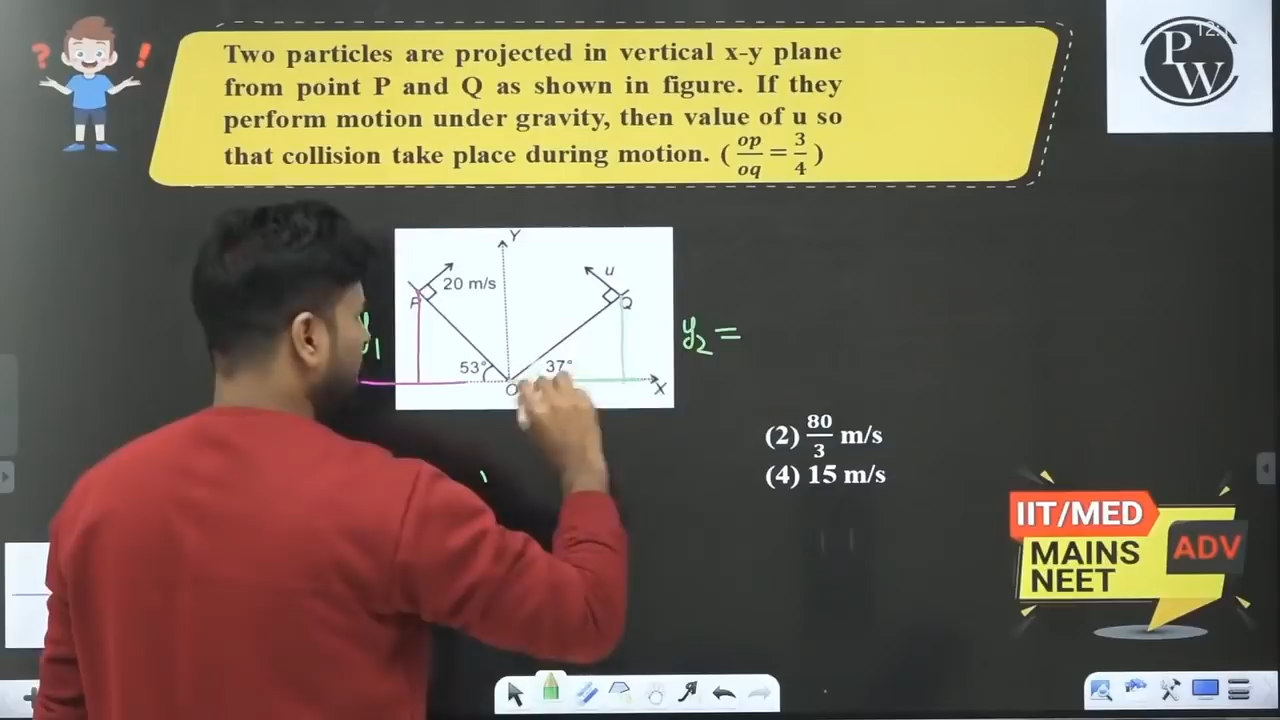 Two particles are projected in vertical x-y plane
from point P and Q as shown in figure. If they
perform motion under gravity, then value of u so
that collision take place during motion. ( op/oq = 3/4 )
PW
Y
u
20 m/s
P
Q
y₁
y₂ =
53°
37°
O
X
(2) 80/3 m/s
(4) 15 m/s
IIT/MED
MAINS
NEET
ADV